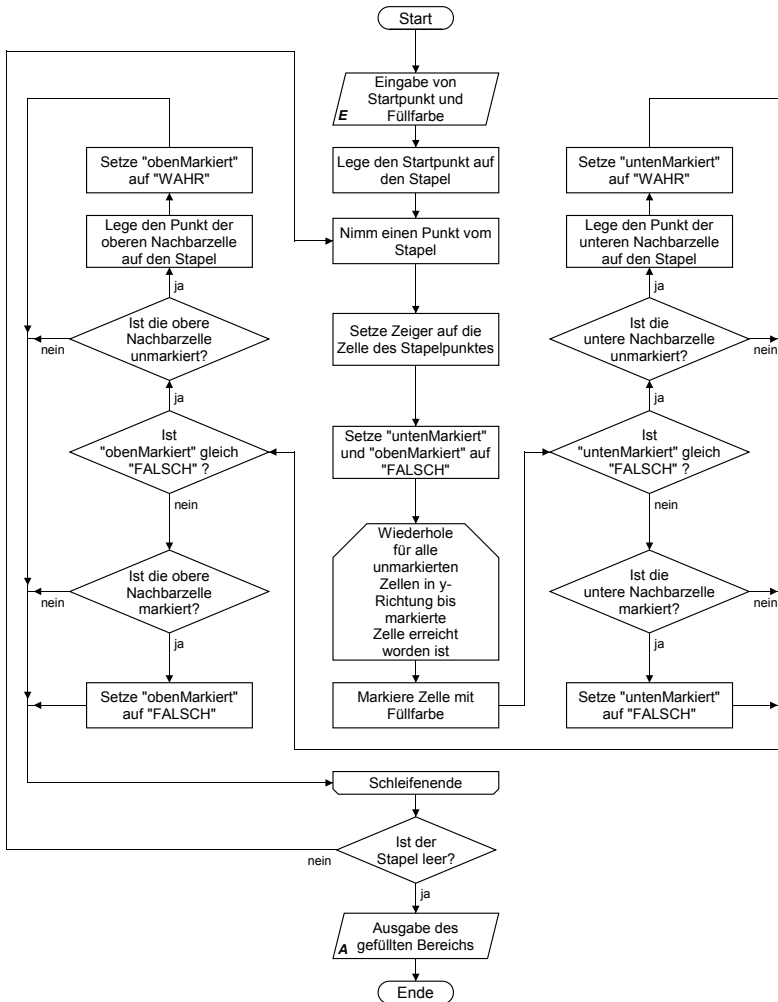 Start
Eingabe von
Startpunkt und
Füllfarbe
E
Lege den Startpunkt auf
den Stapel
Nimm einen Punkt vom
Stapel
Setze Zeiger auf die
Zelle des Stapelpunktes
Setze "untenMarkiert"
und "obenMarkiert" auf
"FALSCH"
Wiederhole
für alle
unmarkierten
Zellen in y-
Richtung bis
markierte
Zelle erreicht
worden ist
Markiere Zelle mit
Füllfarbe
Setze "untenMarkiert"
auf "WAHR"
Lege den Punkt der
unteren Nachbarzelle
auf den Stapel
ja
Ist die
untere Nachbarzelle
unmarkiert?
nein
ja
Ist
"untenMarkiert" gleich
"FALSCH" ?
nein
Ist die
untere Nachbarzelle
markiert?
nein
ja
Setze "untenMarkiert"
auf "FALSCH"
Setze "obenMarkiert"
auf "WAHR"
Lege den Punkt der
oberen Nachbarzelle
auf den Stapel
ja
Ist die obere
Nachbarzelle
unmarkiert?
nein
ja
Ist
"obenMarkiert" gleich
"FALSCH" ?
nein
Ist die obere
Nachbarzelle
markiert?
nein
ja
Setze "obenMarkiert"
auf "FALSCH"
Schleifenende
Ist der
Stapel leer?
nein
ja
Ausgabe des
gefüllten Bereichs
A
Ende